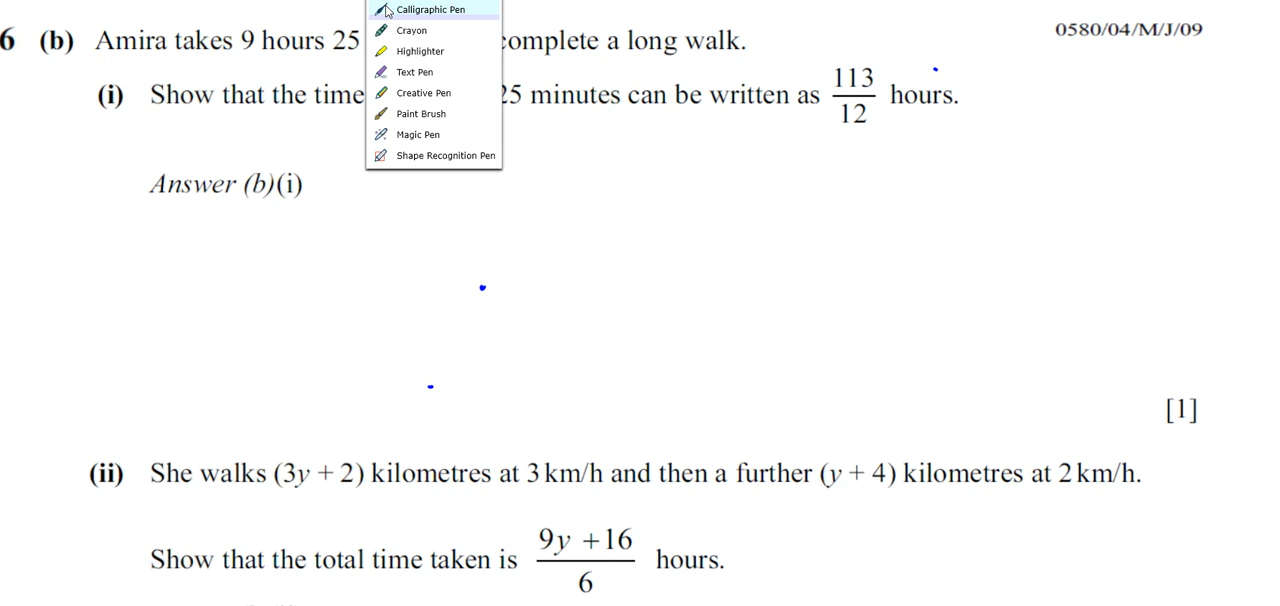 Calligraphic Pen
Crayon
Highlighter
Text Pen
Creative Pen
Paint Brush
Magic Pen
Shape Recognition Pen
0580/04/M/J/09
6 (b) Amira takes 9 hours 25 complete a long walk.
(i) Show that the time 25 minutes can be written as 113/12 hours.
Answer (b)(i)
[1]
(ii) She walks (3y + 2) kilometres at 3 km/h and then a further (y + 4) kilometres at 2 km/h.
Show that the total time taken is (9y + 16)/6 hours.